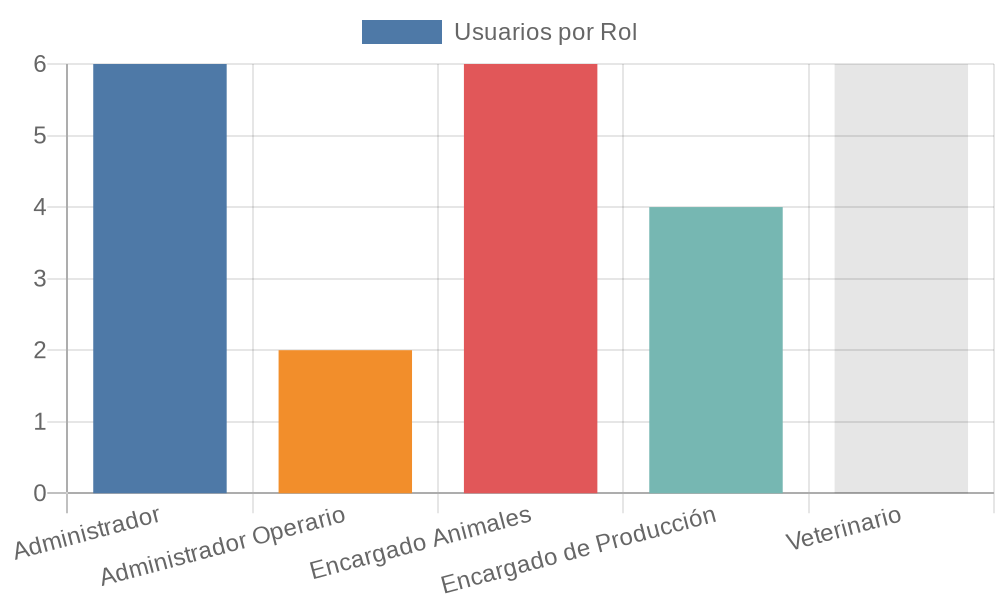 Usuarios por Rol
6
5
4
3
2
1
0
Administrador
Administrador Operario
Encargado Animales
Encargado de Producción
Veterinario